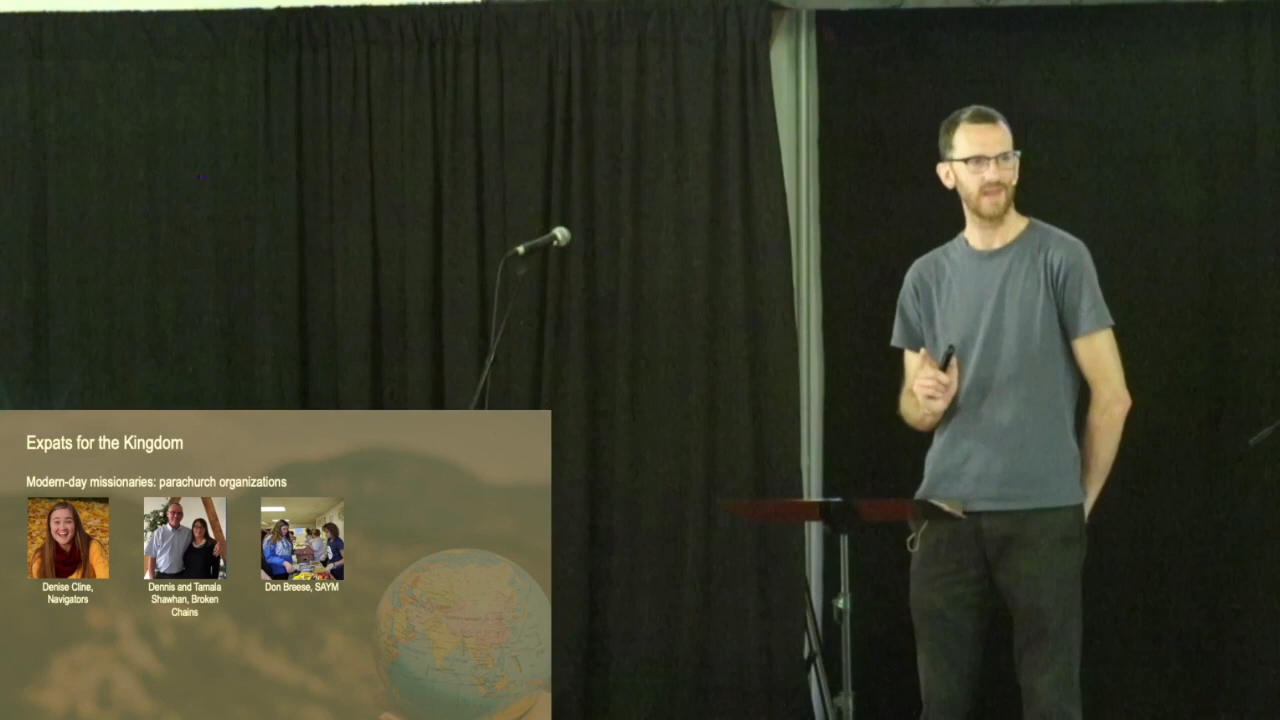 Expats for the Kingdom
Modern-day missionaries: parachurch organizations
Denise Cline,
Navigators
Dennis and Tamala
Shawhan, Broken
Chains
Don Breese, SAYM